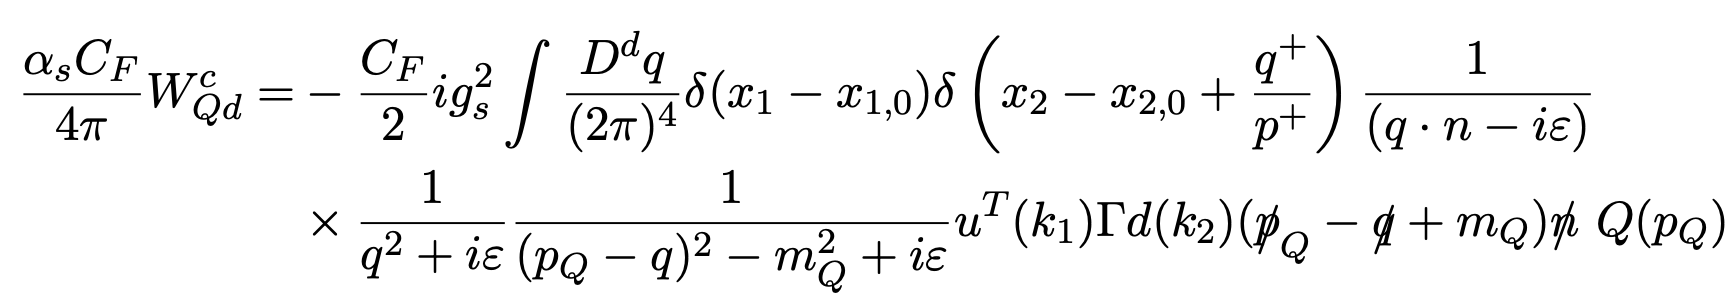 \frac{\alpha_s C_F}{4\pi} W^c_{Qd} = - \frac{C_F}{2} i g_s^2 \int \frac{D^d q}{(2\pi)^4} \delta(x_1 - x_{1,0}) \delta \left( x_2 - x_{2,0} + \frac{q^+}{p^+} \right) \frac{1}{(q \cdot n - i\varepsilon)}
\times \frac{1}{q^2 + i\varepsilon} \frac{1}{(p_Q - q)^2 - m_Q^2 + i\varepsilon} u^T(k_1) \Gamma d(k_2) (\not{p}_Q - \not{q} + m_Q) \not{n} \; Q(p_Q)